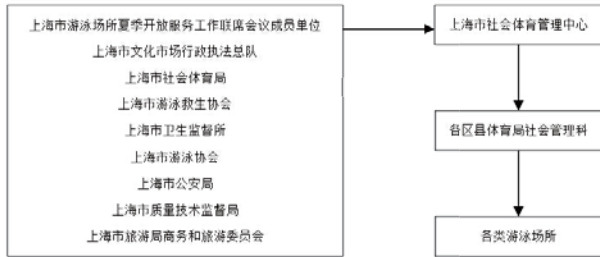 上海市游泳场所夏季开放服务工作联席会议成员单位
上海市文化市场行政执法总队
上海市社会体育局
上海市游泳救生协会
上海市卫生监督所
上海市游泳协会
上海市公安局
上海市质量技术监督局
上海市旅游局商务和旅游委员会
上海市社会体育管理中心
各区县体育局社会管理科
各类游泳场所